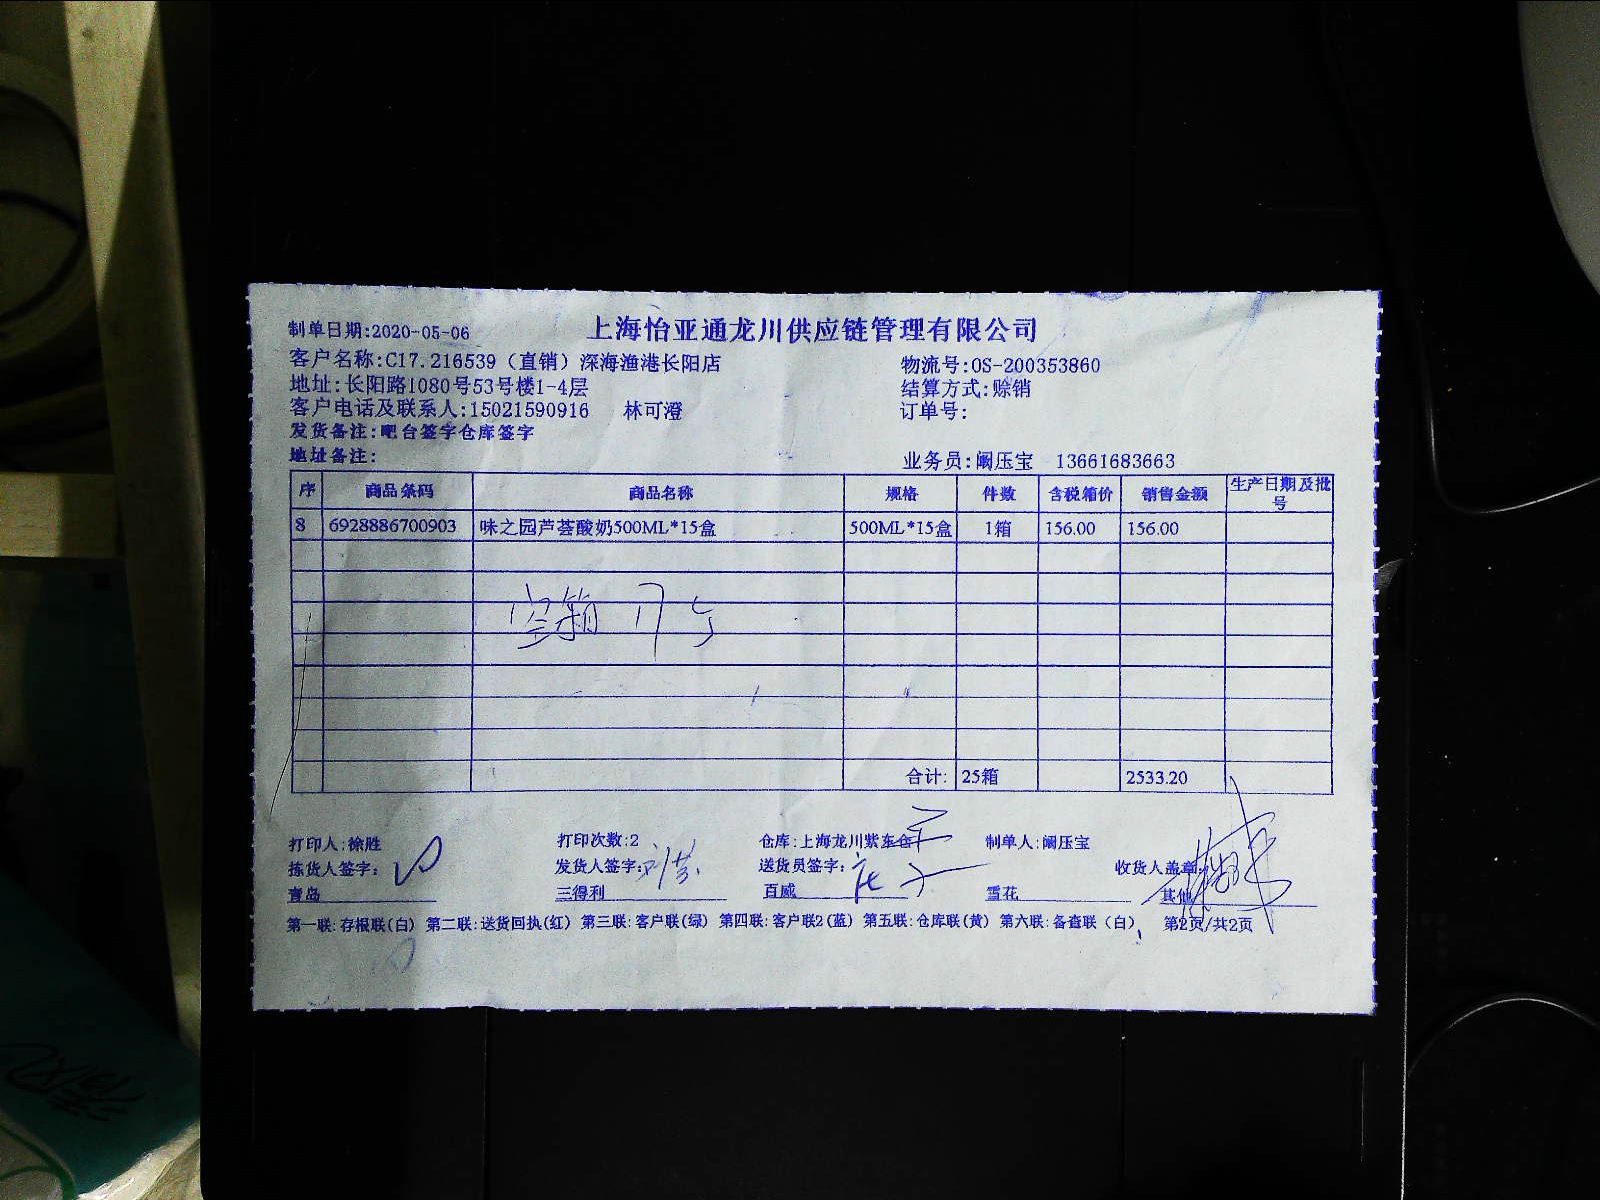 上海怡亚通龙川供应链管理有限公司
制单日期:2020-05-06
客户名称:C17.216539（直销）深海渔港长阳店 物流号:OS-200353860
地址:长阳路1080号53号楼1-4层 结算方式:赊销
客户电话及联系人:15021590916 林可澄 订单号:
发货备注:吧台签字仓库签字
地址备注: 业务员:阚压宝 13661683663
序 商品条码 商品名称 规格 件数 含税箱价 销售金额 生产日期及批号
8 6928886700903 味之园芦荟酸奶500ML*15盒 500ML*15盒 1箱 156.00 156.00
空箱
合计: 25箱 2533.20
打印人:徐胜 打印次数:2 仓库:上海龙川紫东仓 制单人:阚压宝
拣货人签字: 发货人签字: 送货员签字: 收货人盖章:
青岛 三得利 百威 雪花 其他
第一联:存根联(白) 第二联:送货回执(红) 第三联:客户联(绿) 第四联:客户联2(蓝) 第五联:仓库联(黄) 第六联:备查联（白） 第2页/共2页